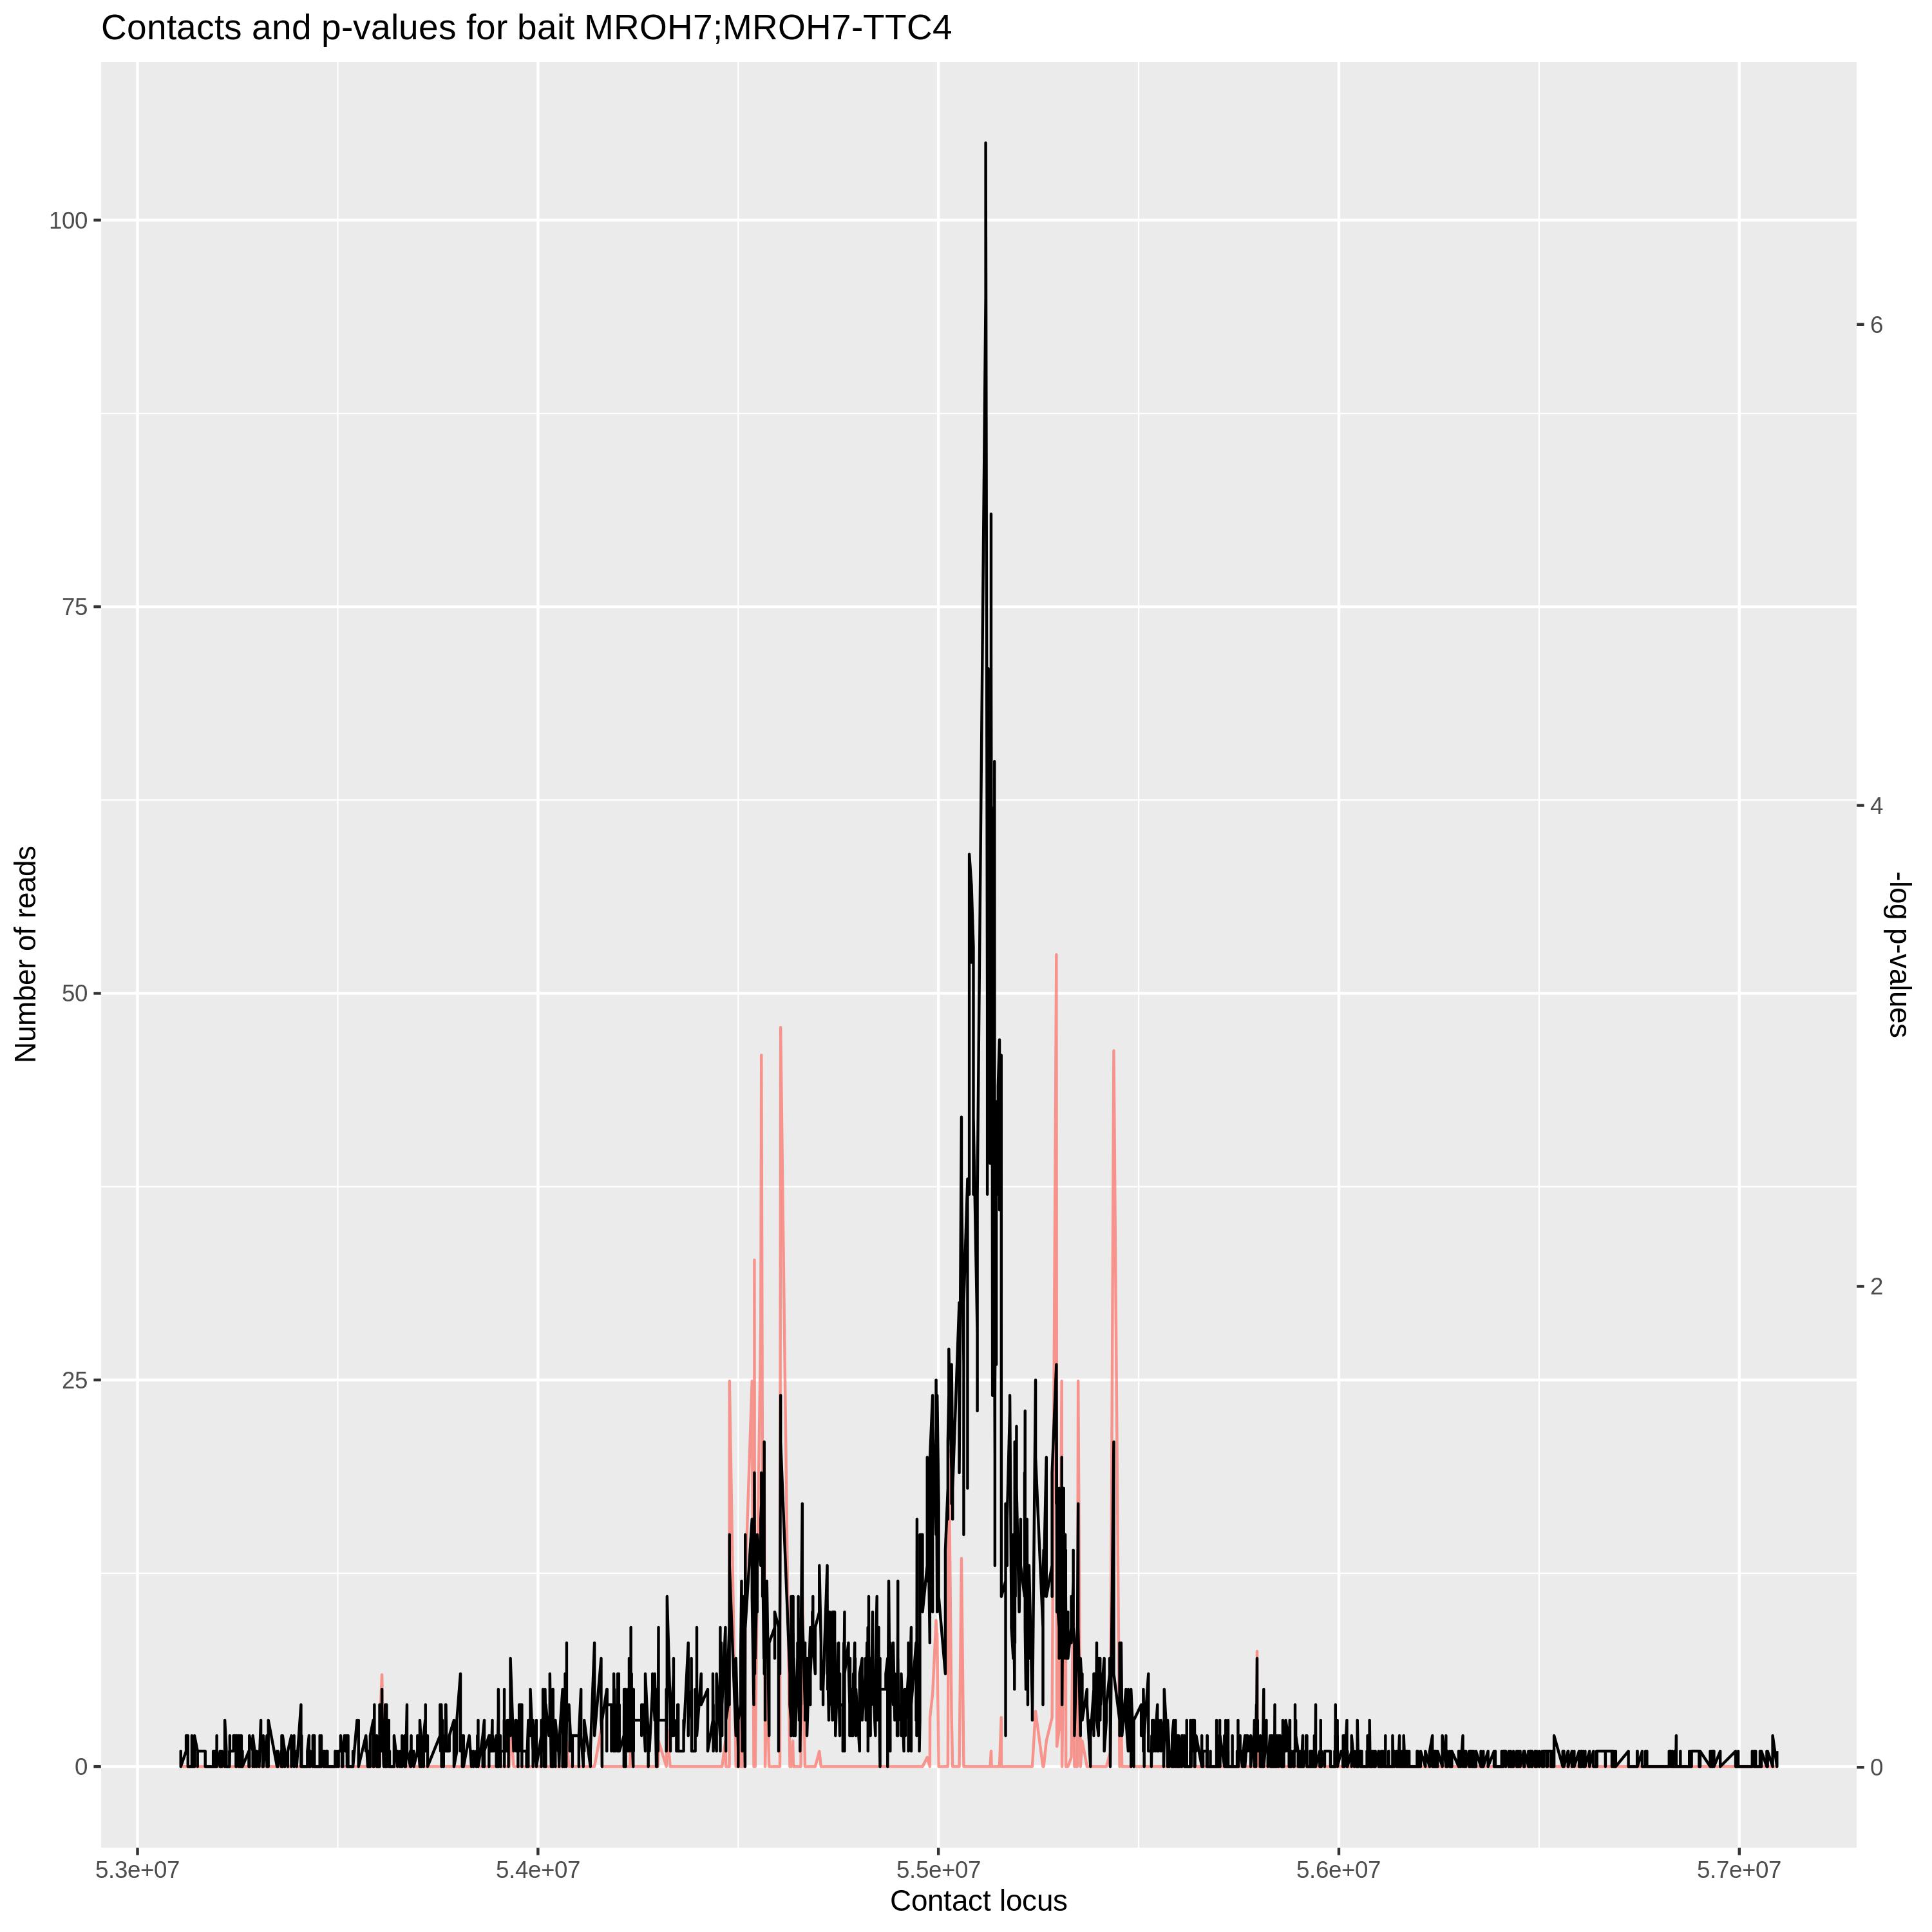 Contacts and p-values for bait MROH7;MROH7-TTC4
100
75
50
25
0
Number of reads
6
4
2
0
-log p-values
5.3e+07
5.4e+07
5.5e+07
5.6e+07
5.7e+07
Contact locus